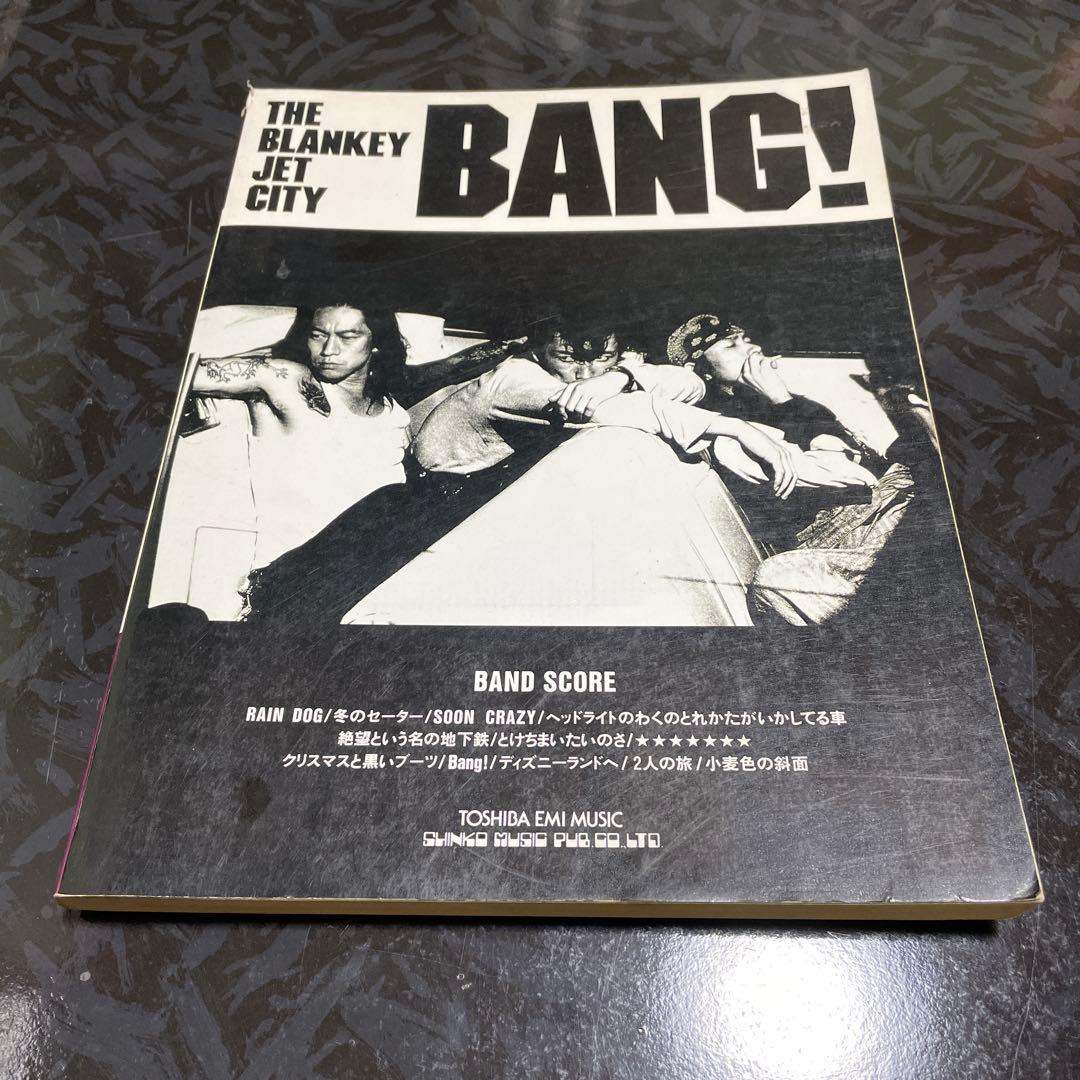 THE
BLANKEY
JET
CITY
BANG!
BAND SCORE
RAIN DOG/冬のセーター/SOON CRAZY/ヘッドライトのわくのとれかたがいかしてる車
絶望という名の地下鉄/とけちまいたいのさ/★★★★★★★
クリスマスと黒いブーツ/Bang!/ディズニーランドへ/2人の旅/小麦色の斜面
TOSHIBA EMI MUSIC
SHINKO MUSIC PUB. CO., LTD.